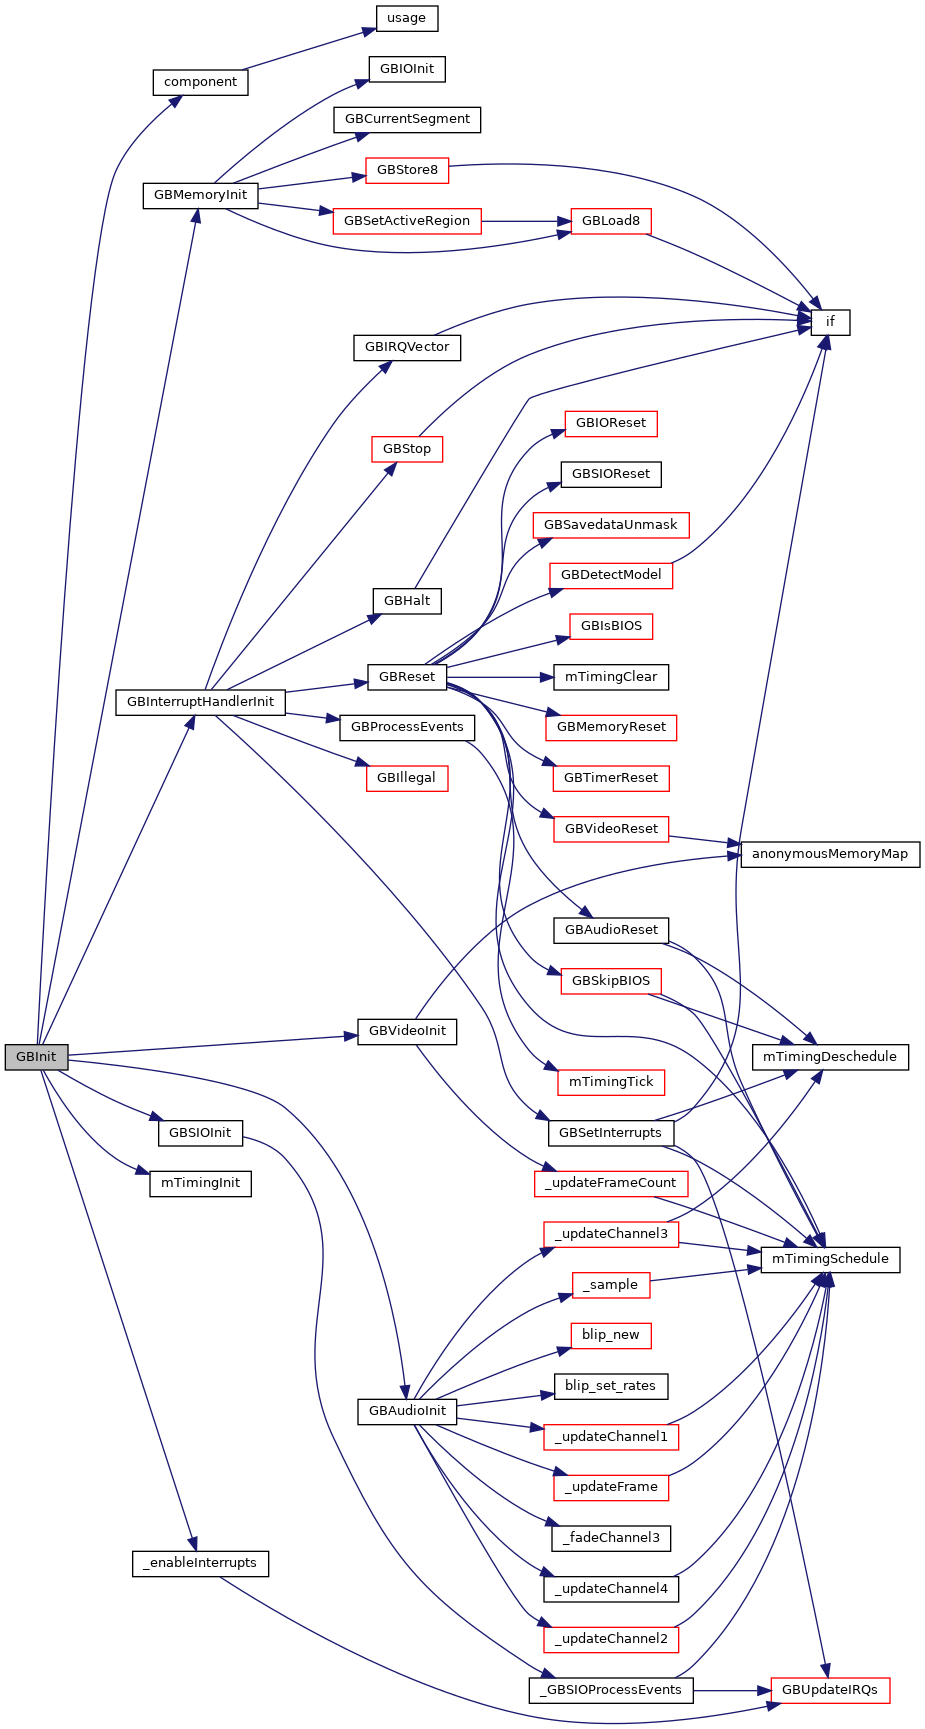 usage
GBIOInit
component
GBCurrentSegment
GBStore8
GBMemoryInit
GBSetActiveRegion
GBLoad8
if
GBIRQVector
GBIOReset
GBStop
GBSIOReset
GBSavedataUnmask
GBDetectModel
GBHalt
GBIsBIOS
GBReset
mTimingClear
GBInterruptHandlerInit
GBProcessEvents
GBMemoryReset
GBIllegal
GBTimerReset
GBVideoReset
anonymousMemoryMap
GBAudioReset
GBSkipBIOS
GBVideoInit
GBInit
mTimingDeschedule
mTimingTick
GBSIOInit
GBSetInterrupts
mTimingInit
_updateFrameCount
_updateChannel3
mTimingSchedule
_sample
blip_new
blip_set_rates
GBAudioInit
_updateChannel1
_updateFrame
_fadeChannel3
_enableInterrupts
_updateChannel4
_updateChannel2
_GBSIOProcessEvents
GBUpdateIRQs